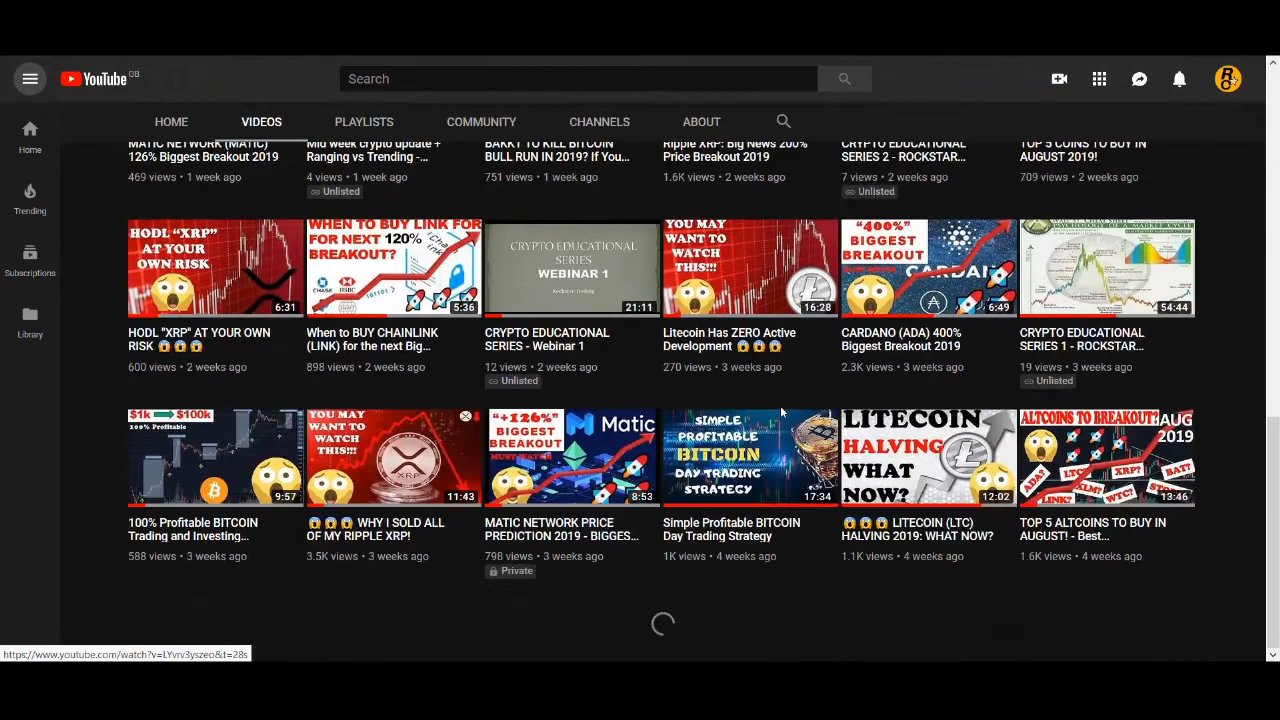 YouTube GB
Search
HOME
VIDEOS
PLAYLISTS
COMMUNITY
CHANNELS
ABOUT
Home
Trending
Subscriptions
Library
MATIC NETWORK (MATIC)
126% Biggest Breakout 2019
469 views • 1 week ago
Mid week crypto update +
Ranging vs Trending -...
4 views • 1 week ago
Unlisted
BAKKT TO KILL BITCOIN
BULL RUN IN 2019? If You...
751 views • 1 week ago
Ripple XRP: Big News 200%
Price Breakout 2019
1.6K views • 2 weeks ago
CRYPTO EDUCATIONAL
SERIES 2 - ROCKSTAR...
7 views • 2 weeks ago
Unlisted
TOP 5 COINS TO BUY IN
AUGUST 2019!
709 views • 2 weeks ago
HODL "XRP"
AT YOUR
OWN RISK
6:31
HODL "XRP" AT YOUR OWN
RISK 😱😱😱
600 views • 2 weeks ago
WHEN TO BUY LINK FOR
FOR NEXT 120%
BREAKOUT?
CHASE
HSBC
5:36
When to BUY CHAINLINK
(LINK) for the next Big...
898 views • 2 weeks ago
CRYPTO EDUCATIONAL
SERIES
WEBINAR 1
21:11
CRYPTO EDUCATIONAL
SERIES - Webinar 1
12 views • 2 weeks ago
Unlisted
YOU MAY
WANT TO
WATCH
THIS!!!
16:28
Litecoin Has ZERO Active
Development 😱😱😱
270 views • 3 weeks ago
"400%"
BIGGEST
BREAKOUT
CARDANO
6:49
CARDANO (ADA) 400%
Biggest Breakout 2019
2.3K views • 3 weeks ago
PSYCHOLOGY OF A MARKET CYCLE
54:44
CRYPTO EDUCATIONAL
SERIES 1 - ROCKSTAR...
19 views • 3 weeks ago
Unlisted
$1k $100k
100% Profitable
9:57
100% Profitable BITCOIN
Trading and Investing...
588 views • 3 weeks ago
YOU MAY
WANT TO
WATCH
THIS!
11:43
😱😱😱 WHY I SOLD ALL
OF MY RIPPLE XRP!
3.5K views • 3 weeks ago
"+126%"
BIGGEST
BREAKOUT
MUST WATCH
Matic
8:53
MATIC NETWORK PRICE
PREDICTION 2019 - BIGGES...
798 views • 3 weeks ago
Private
SIMPLE
PROFITABLE
BITCOIN
DAY TRADING
STRATEGY
17:34
Simple Profitable BITCOIN
Day Trading Strategy
1K views • 4 weeks ago
LITECOIN
HALVING
WHAT
NOW?
12:02
😱😱😱 LITECOIN (LTC)
HALVING 2019: WHAT NOW?
1.1K views • 4 weeks ago
ALTCOINS TO BREAKOUT? AUG
2019
ADA?
LTC?
XRP?
BAT?
LINK?
XLM?
WTC?
13:46
TOP 5 ALTCOINS TO BUY IN
AUGUST! - Best...
1.6K views • 4 weeks ago
https://www.youtube.com/watch?v=LYvrv3yszeo&t=28s